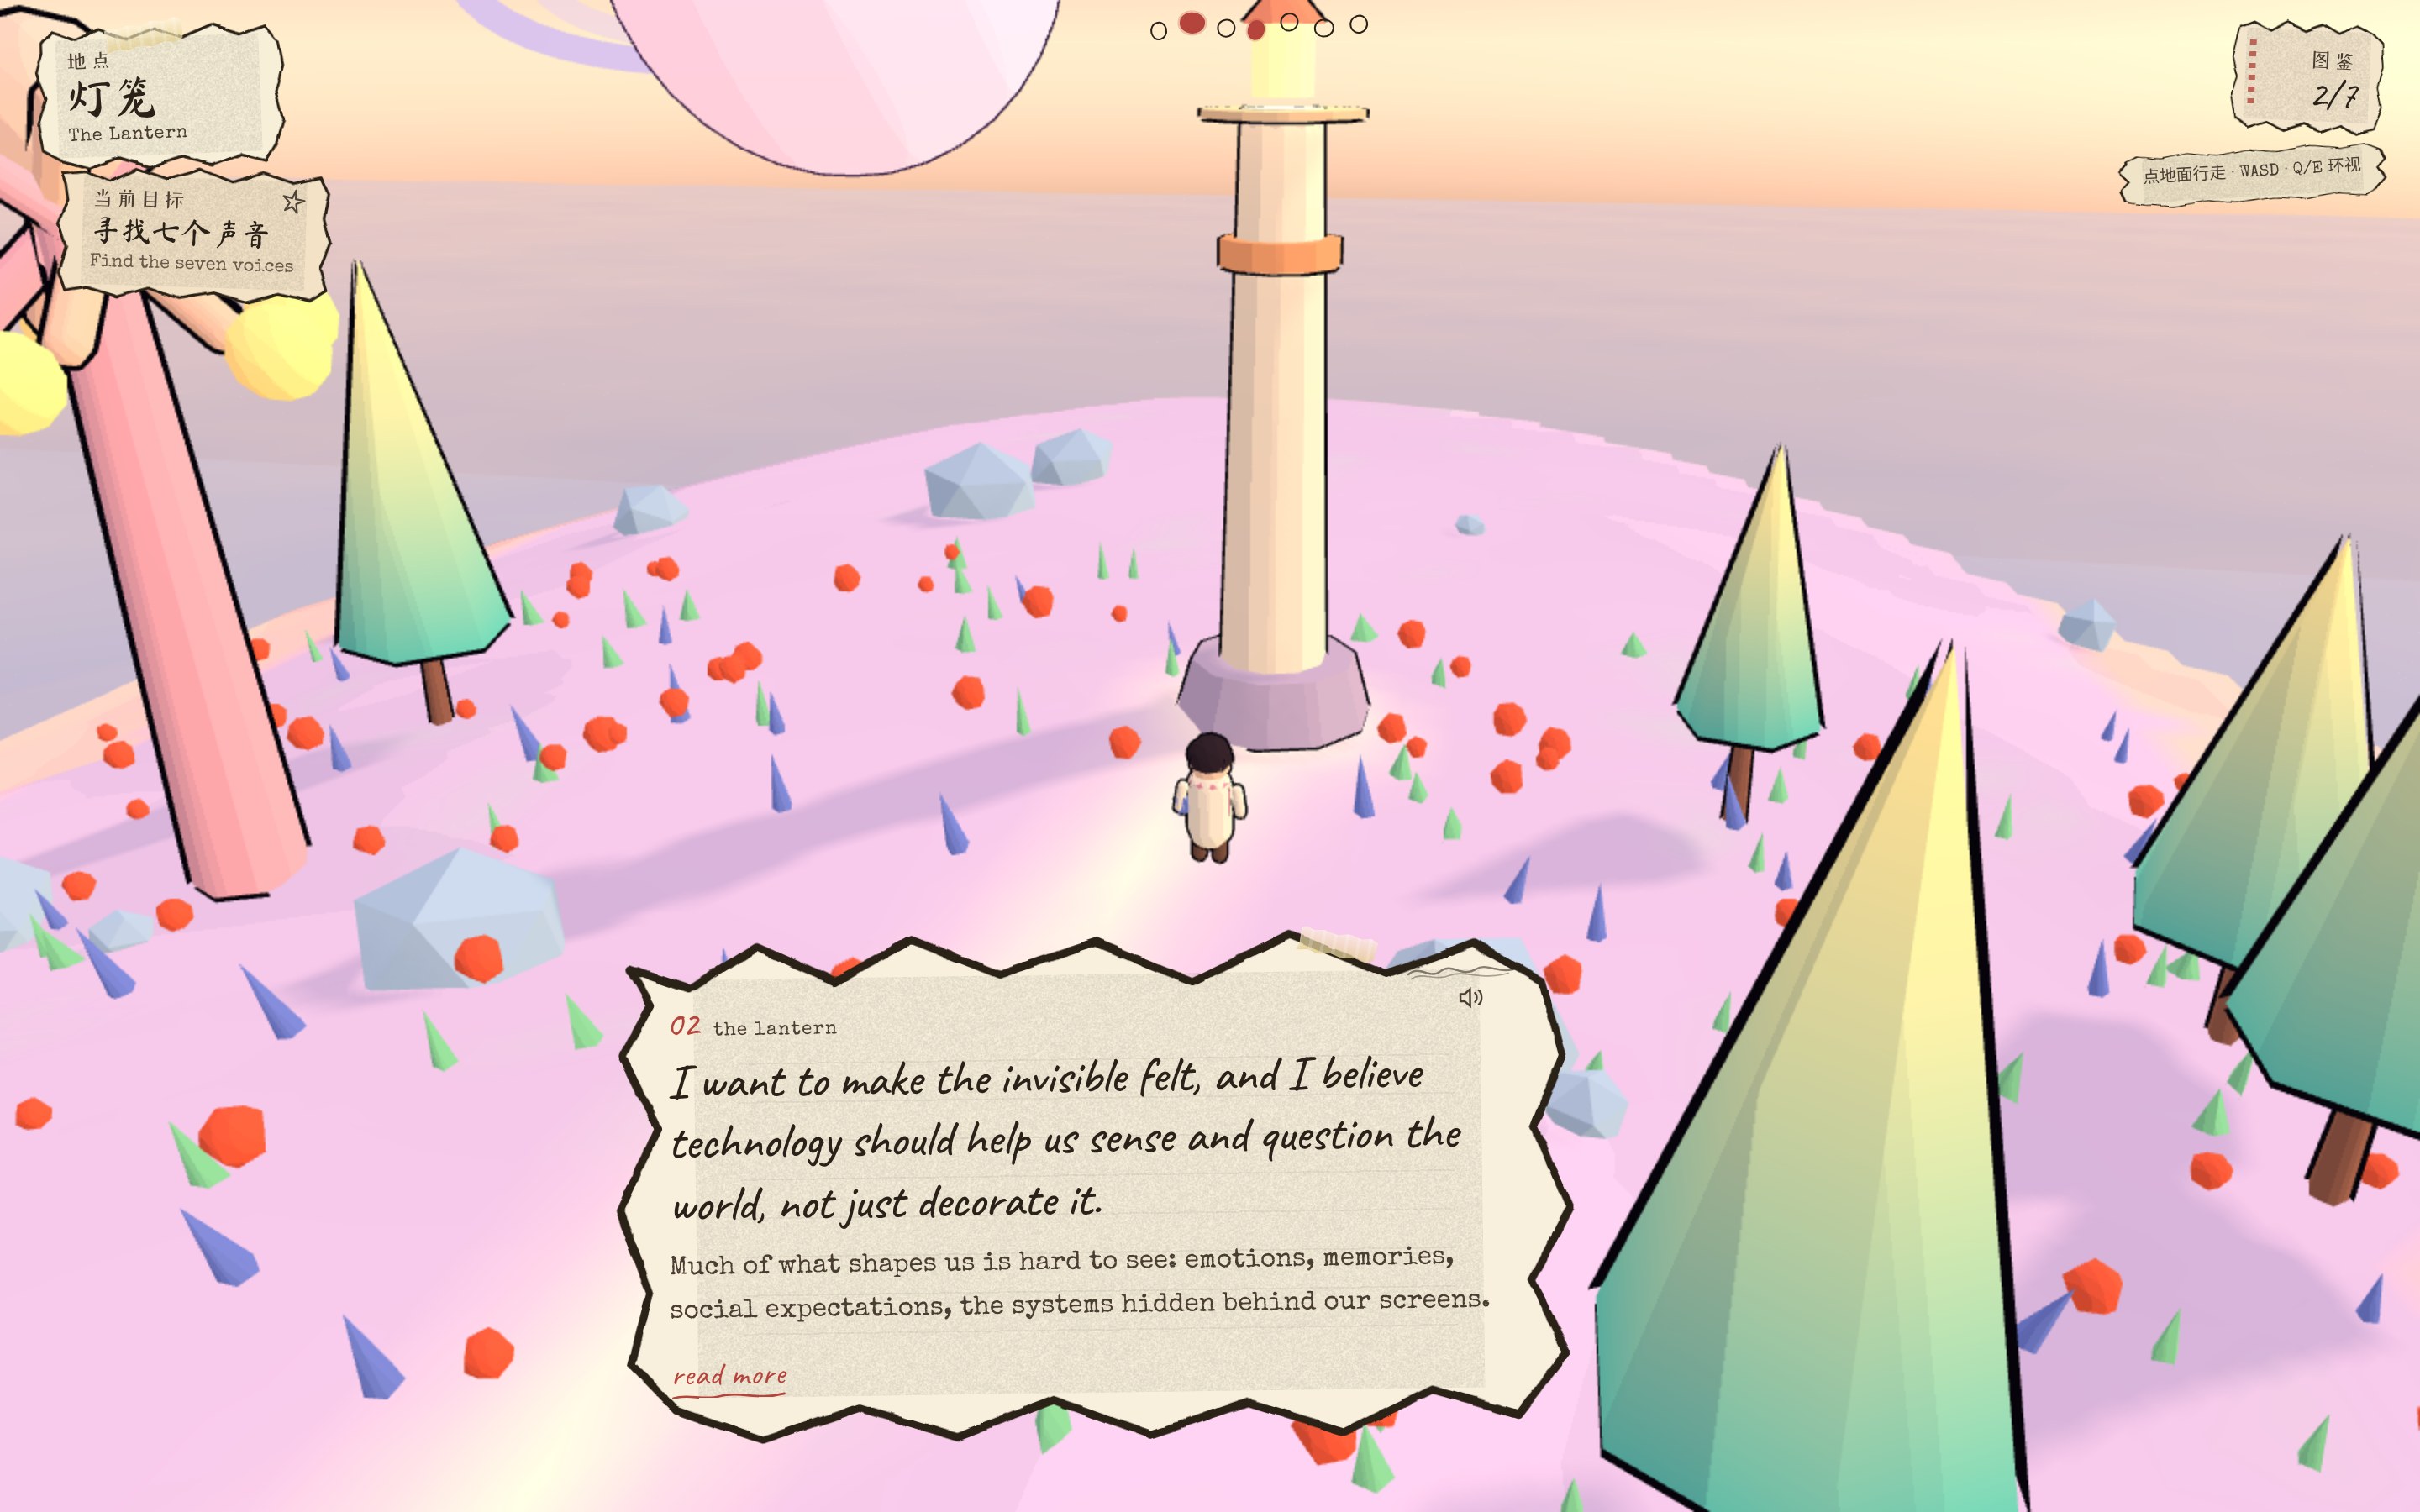 地点
灯笼
The Lantern
当前目标
寻找七个声音
Find the seven voices
图鉴
2/7
点地面行走 · WASD · Q/E 环视
02 the lantern
I want to make the invisible felt, and I believe
technology should help us sense and question the
world, not just decorate it.
Much of what shapes us is hard to see: emotions, memories,
social expectations, the systems hidden behind our screens.
read more